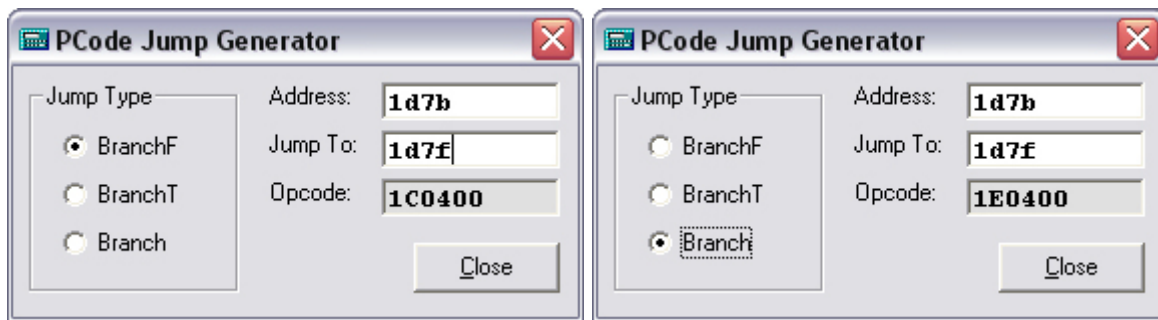 PCode Jump Generator
Jump Type
BranchF
BranchT
Branch
Address: 1d7b
Jump To: 1d7f
Opcode: 1C0400
Close
PCode Jump Generator
Jump Type
BranchF
BranchT
Branch
Address: 1d7b
Jump To: 1d7f
Opcode: 1E0400
Close